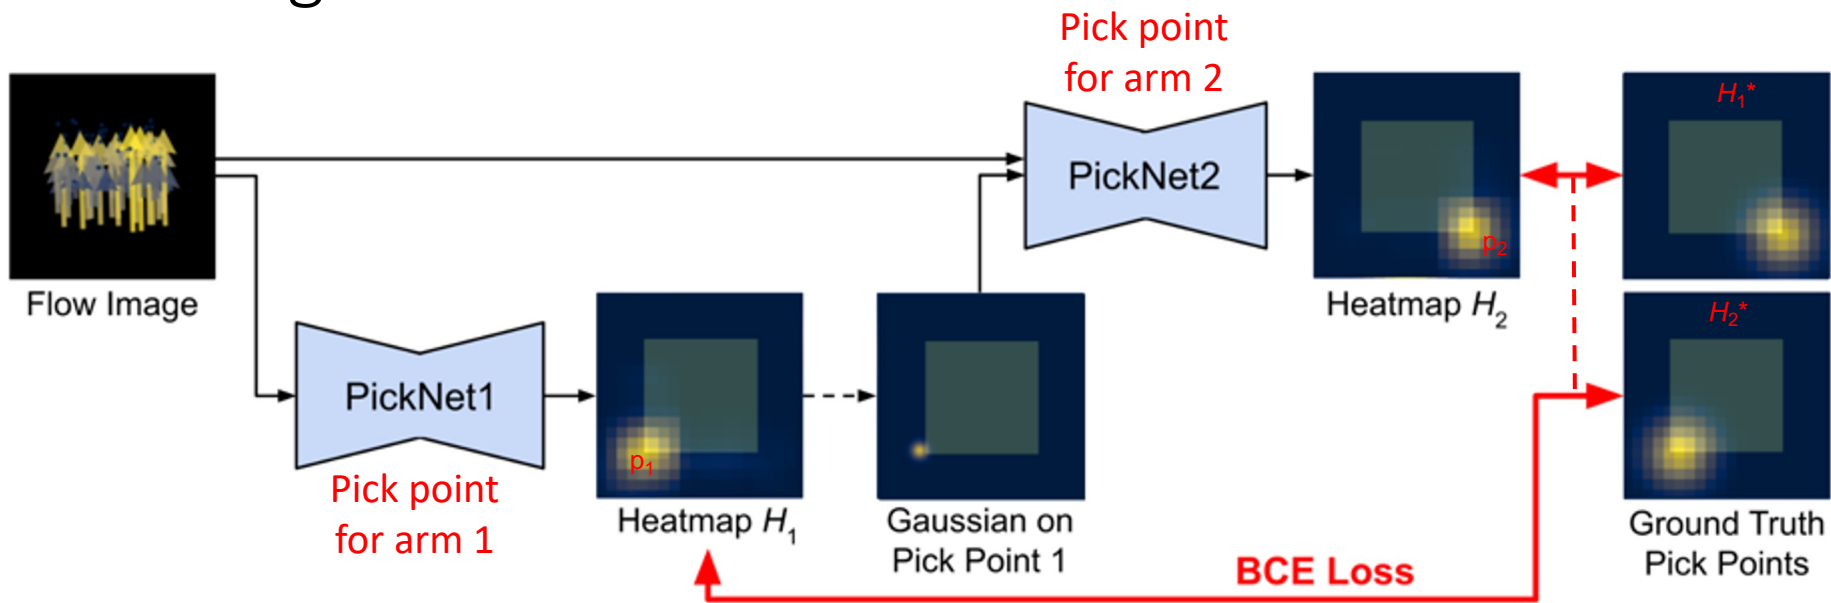 Pick point
for arm 2
H1*
PickNet2
p2
Flow Image
Heatmap H2
H2*
PickNet1
p1
Pick point
for arm 1
Heatmap H1
Gaussian on
Pick Point 1
Ground Truth
Pick Points
BCE Loss